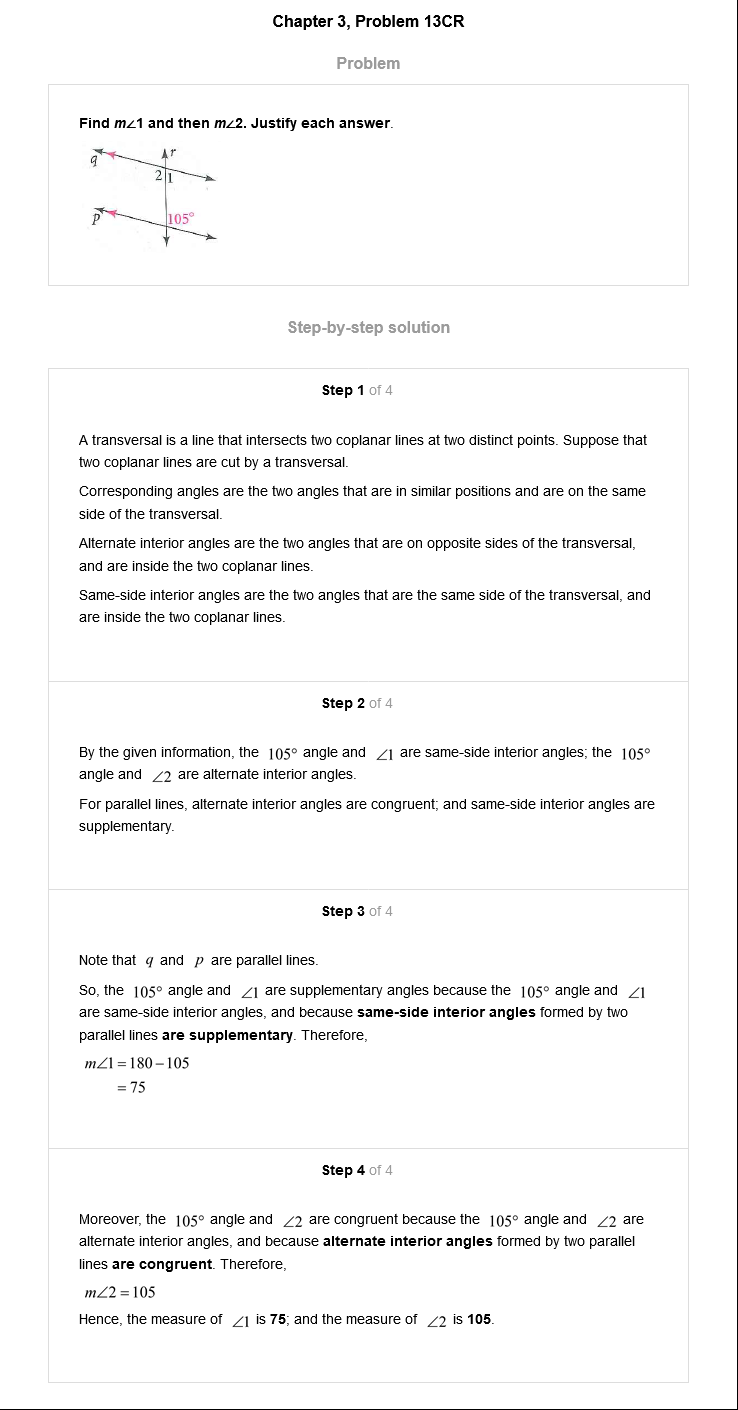 Chapter 3, Problem 13CR
Problem
Find m∠1 and then m∠2. Justify each answer.
q
r
2 1
p
105°
Step-by-step solution
Step 1 of 4
A transversal is a line that intersects two coplanar lines at two distinct points. Suppose that
two coplanar lines are cut by a transversal.
Corresponding angles are the two angles that are in similar positions and are on the same
side of the transversal.
Alternate interior angles are the two angles that are on opposite sides of the transversal,
and are inside the two coplanar lines.
Same-side interior angles are the two angles that are the same side of the transversal, and
are inside the two coplanar lines.
Step 2 of 4
By the given information, the 105° angle and ∠1 are same-side interior angles; the 105°
angle and ∠2 are alternate interior angles.
For parallel lines, alternate interior angles are congruent; and same-side interior angles are
supplementary.
Step 3 of 4
Note that q and p are parallel lines.
So, the 105° angle and ∠1 are supplementary angles because the 105° angle and ∠1
are same-side interior angles, and because same-side interior angles formed by two
parallel lines are supplementary. Therefore,
m∠1 = 180 − 105
= 75
Step 4 of 4
Moreover, the 105° angle and ∠2 are congruent because the 105° angle and ∠2 are
alternate interior angles, and because alternate interior angles formed by two parallel
lines are congruent. Therefore,
m∠2 = 105
Hence, the measure of ∠1 is 75; and the measure of ∠2 is 105.